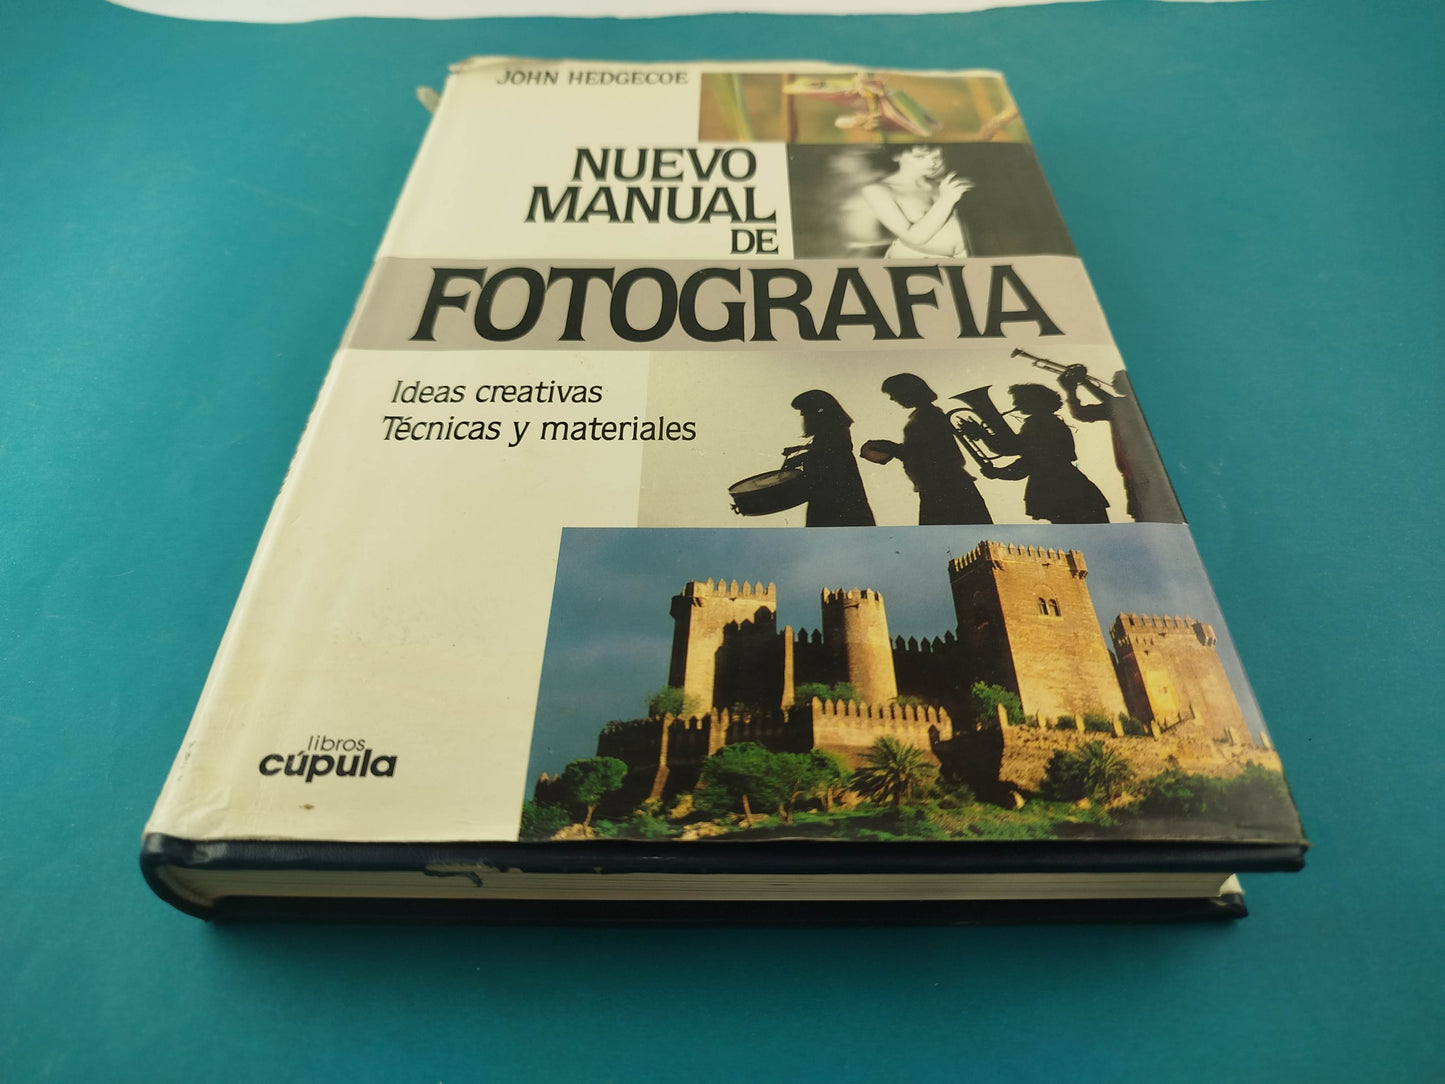 JOHN HEDGECOE
NUEVO
MANUAL
DE
FOTOGRAFIA
Ideas creativas
Técnicas y materiales
libros
cúpula